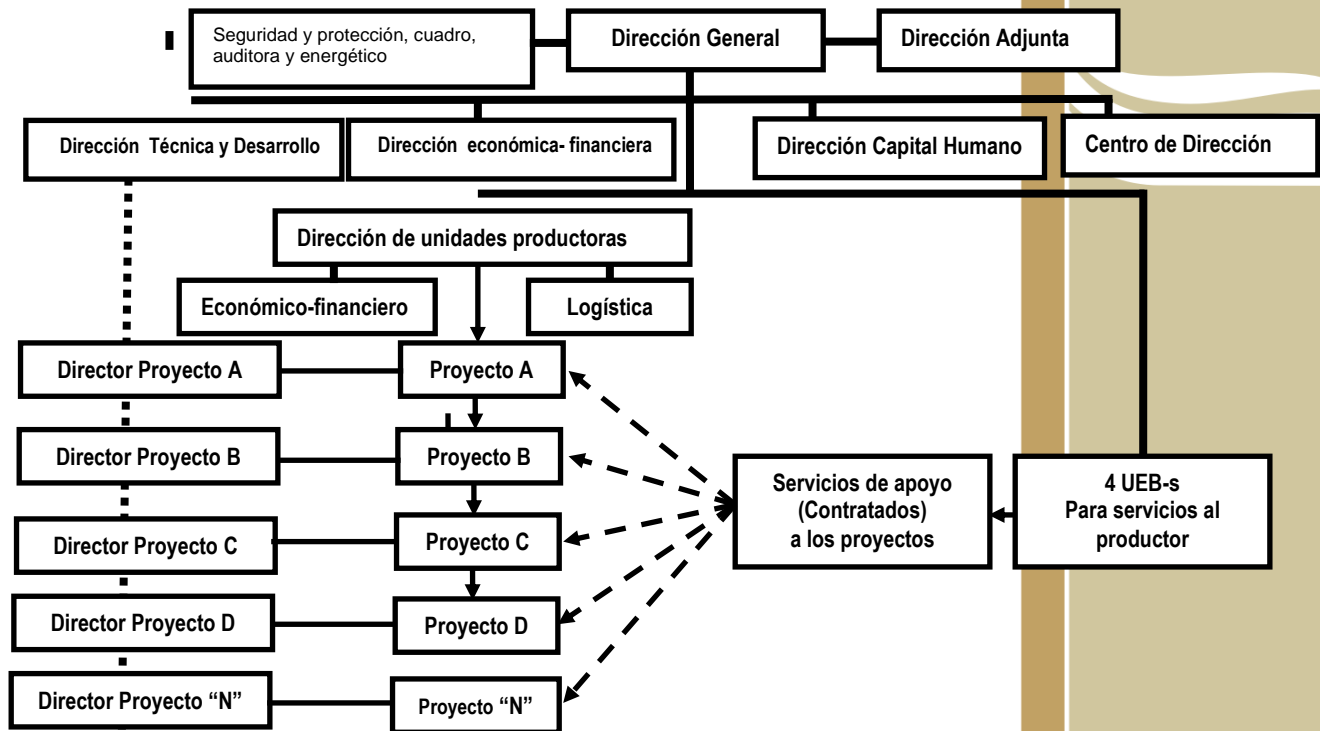 Seguridad y protección, cuadro,
auditora y energético
Dirección General
Dirección Adjunta
Dirección Técnica y Desarrollo
Dirección económica- financiera
Dirección Capital Humano
Centro de Dirección
Dirección de unidades productoras
Económico-financiero
Logística
Director Proyecto A
Proyecto A
Director Proyecto B
Proyecto B
Servicios de apoyo
(Contratados)
a los proyectos
4 UEB-s
Para servicios al
productor
Director Proyecto C
Proyecto C
Director Proyecto D
Proyecto D
Director Proyecto “N”
Proyecto “N”